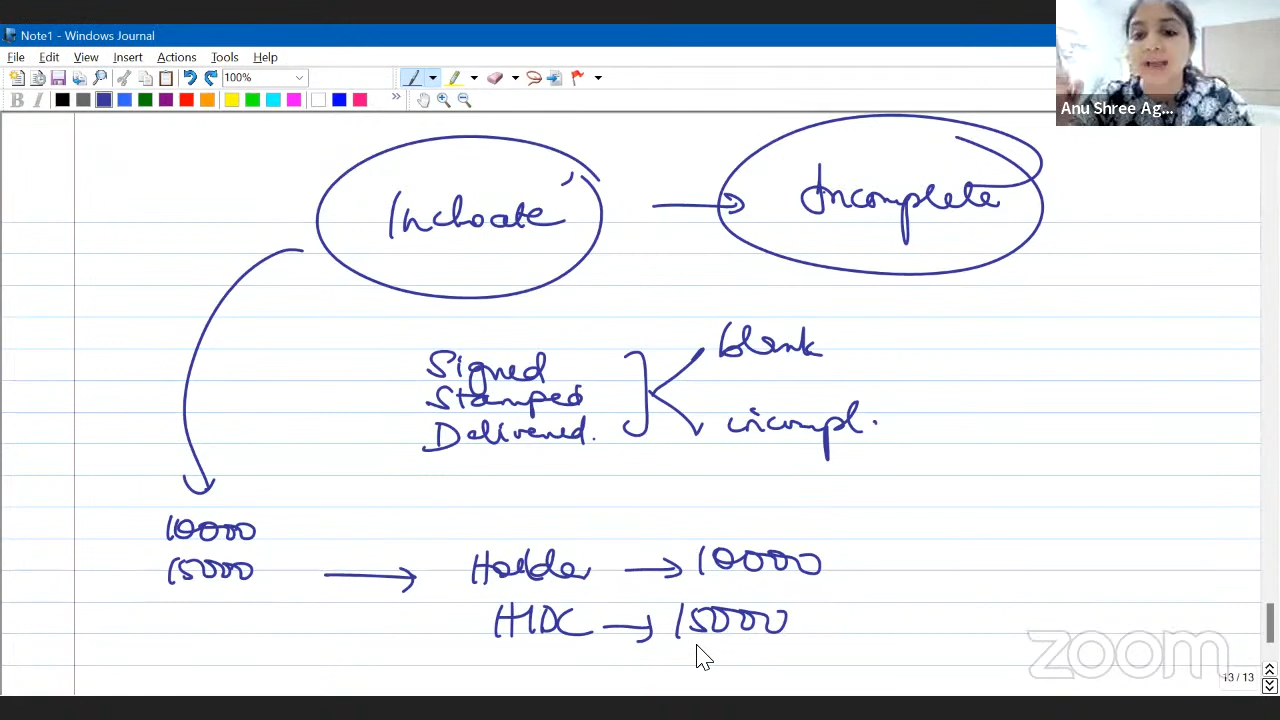 Note1 - Windows Journal
File Edit View Insert Actions Tools Help
100%
B I
Anu Shree Ag...
Inchoate → Incomplete
Signed
Stamped
Delivered.
blank
incompl.
10000
15000 → Holder → 10000
HIDC → 15000
zoom
13 / 13